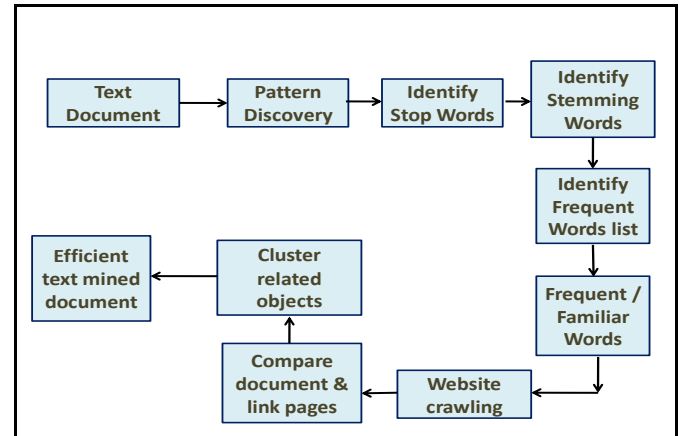 Text
Document
Pattern
Discovery
Identify
Stop Words
Identify
Stemming
Words
Identify
Frequent
Words list
Frequent /
Familiar
Words
Website
crawling
Compare
document &
link pages
Cluster
related
objects
Efficient
text mined
document